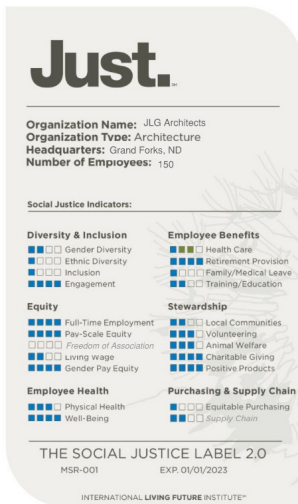 Just.
Organization Name: JLG Architects
Organization Type: Architecture
Headquarters: Grand Forks, ND
Number of Employees: 150
Social Justice Indicators:
Diversity & Inclusion
Gender Diversity
Ethnic Diversity
Inclusion
Engagement
Equity
Full-Time Employment
Pay-Scale Equity
Freedom of Association
Living Wage
Gender Pay Equity
Employee Health
Physical Health
Well-Being
Employee Benefits
Health Care
Retirement Provision
Family/Medical Leave
Training/Education
Stewardship
Local Communities
Volunteering
Animal Welfare
Charitable Giving
Positive Products
Purchasing & Supply Chain
Equitable Purchasing
Supply Chain
THE SOCIAL JUSTICE LABEL 2.0
MSR-001 EXP. 01/01/2023
INTERNATIONAL LIVING FUTURE INSTITUTE™